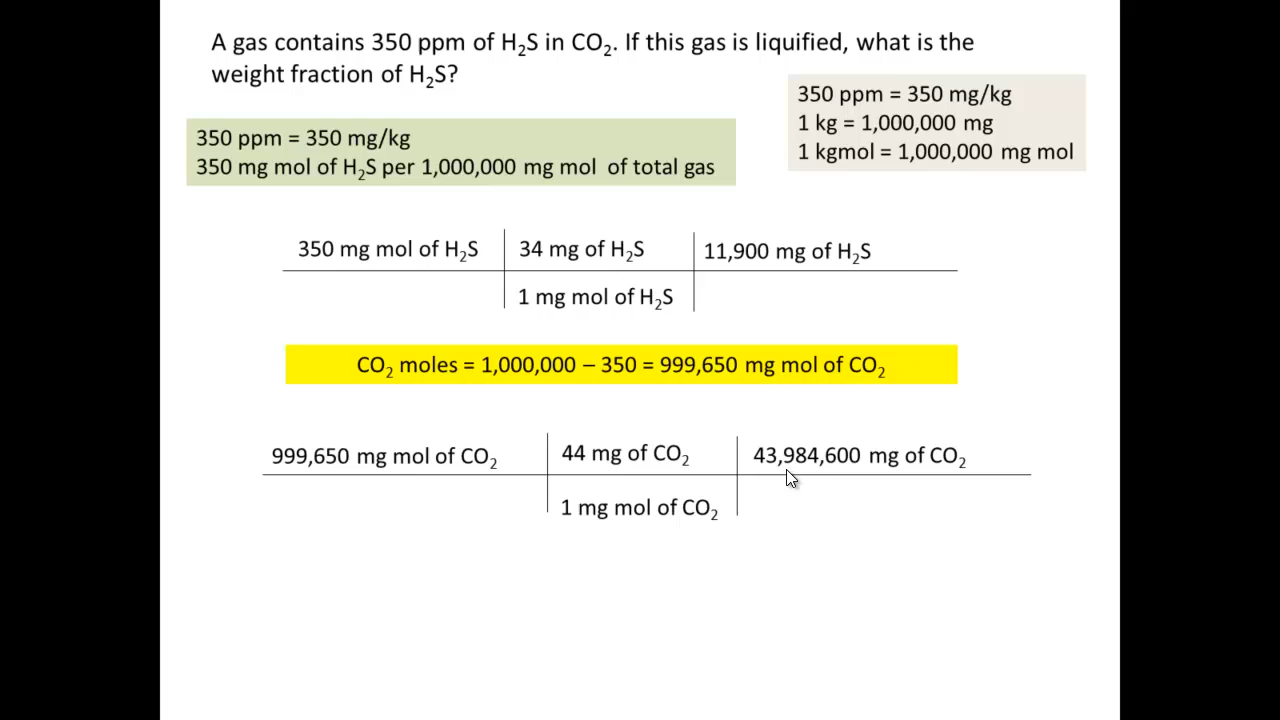 A gas contains 350 ppm of H₂S in CO₂. If this gas is liquified, what is the
weight fraction of H₂S?
350 ppm = 350 mg/kg
1 kg = 1,000,000 mg
1 kgmol = 1,000,000 mg mol
350 ppm = 350 mg/kg
350 mg mol of H₂S per 1,000,000 mg mol of total gas
350 mg mol of H₂S
34 mg of H₂S
11,900 mg of H₂S
1 mg mol of H₂S
CO₂ moles = 1,000,000 – 350 = 999,650 mg mol of CO₂
999,650 mg mol of CO₂
44 mg of CO₂
43,984,600 mg of CO₂
1 mg mol of CO₂